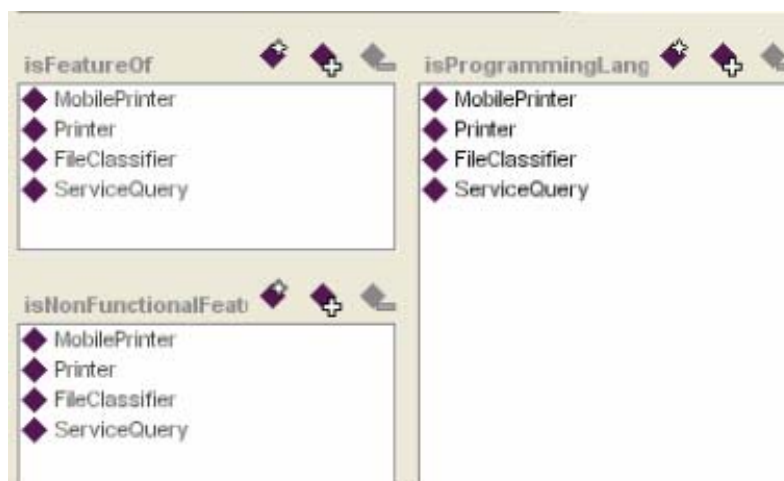 isFeatureOf
MobilePrinter
Printer
FileClassifier
ServiceQuery
isNonFunctionalFeat
MobilePrinter
Printer
FileClassifier
ServiceQuery
isProgrammingLang
MobilePrinter
Printer
FileClassifier
ServiceQuery